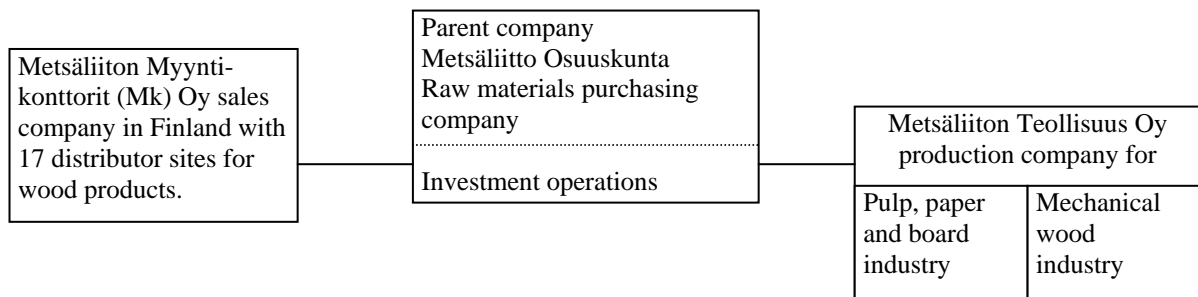 Metsäliiton Myynti-
konttorit (Mk) Oy sales
company in Finland with
17 distributor sites for
wood products.
Parent company
Metsäliitto Osuuskunta
Raw materials purchasing
company
Investment operations
Metsäliiton Teollisuus Oy
production company for
Pulp, paper
and board
industry
Mechanical
wood
industry